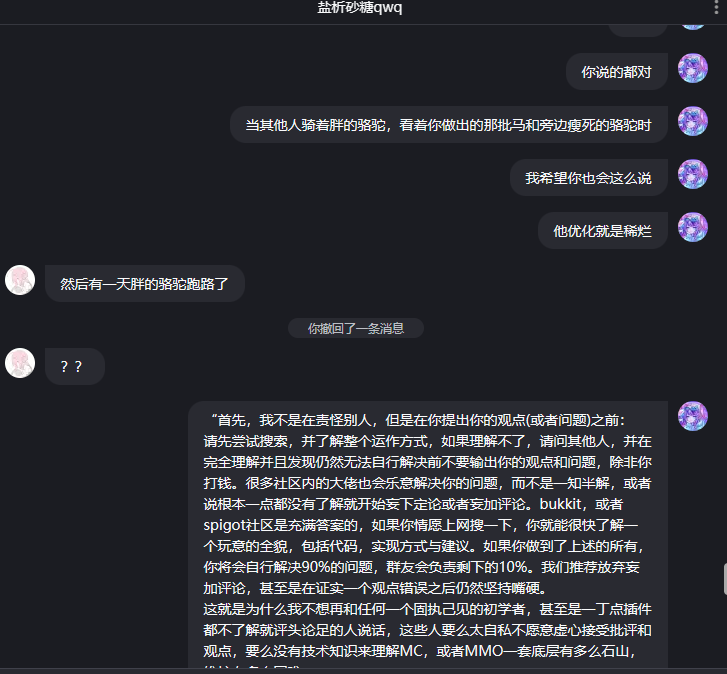 盐析砂糖qwq
你说的都对
当其他人骑着胖的骆驼，看着你做出的那批马和旁边瘦死的骆驼时
我希望你也会这么说
他优化就是稀烂
然后有一天胖的骆驼跑路了
你撤回了一条消息
？？
“首先，我不是在责怪别人，但是在你提出你的观点(或者问题)之前：
请先尝试搜索，并了解整个运作方式，如果理解不了，请问其他人，并在
完全理解并且发现仍然无法自行解决前不要输出你的观点和问题，除非你
打钱。很多社区内的大佬也会乐意解决你的问题，而不是一知半解，或者
说根本一点都没有了解就开始妄下定论或者妄加评论。bukkit，或者
spigot社区是充满答案的，如果你情愿上网搜一下，你就能很快了解一
个玩意的全貌，包括代码，实现方式与建议。如果你做到了上述的所有，
你将会自行解决90%的问题，群友会负责剩下的10%。我们推荐放弃妄
加评论，甚至是在证实一个观点错误之后仍然坚持嘴硬。
这就是为什么我不想再和任何一个固执己见的初学者，甚至是一丁点插件
都不了解就评头论足的人说话，这些人要么太自私不愿意虚心接受批评和
观点，要么没有技术知识来理解MC，或者MMO一套底层有多么石山，